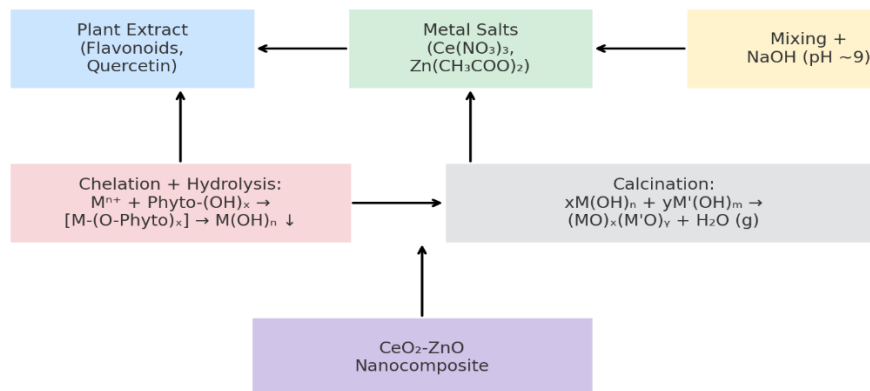 Plant Extract
(Flavonoids,
Quercetin)
Metal Salts
(Ce(NO₃)₃,
Zn(CH₃COO)₂)
Mixing +
NaOH (pH ~9)
Chelation + Hydrolysis:
Mⁿ⁺ + Phyto-(OH)ₓ →
[M-(O-Phyto)ₓ] → M(OH)ₙ ↓
Calcination:
xM(OH)ₙ + yM'(OH)ₘ →
(MO)ₓ(M'O)ᵧ + H₂O (g)
CeO₂-ZnO
Nanocomposite